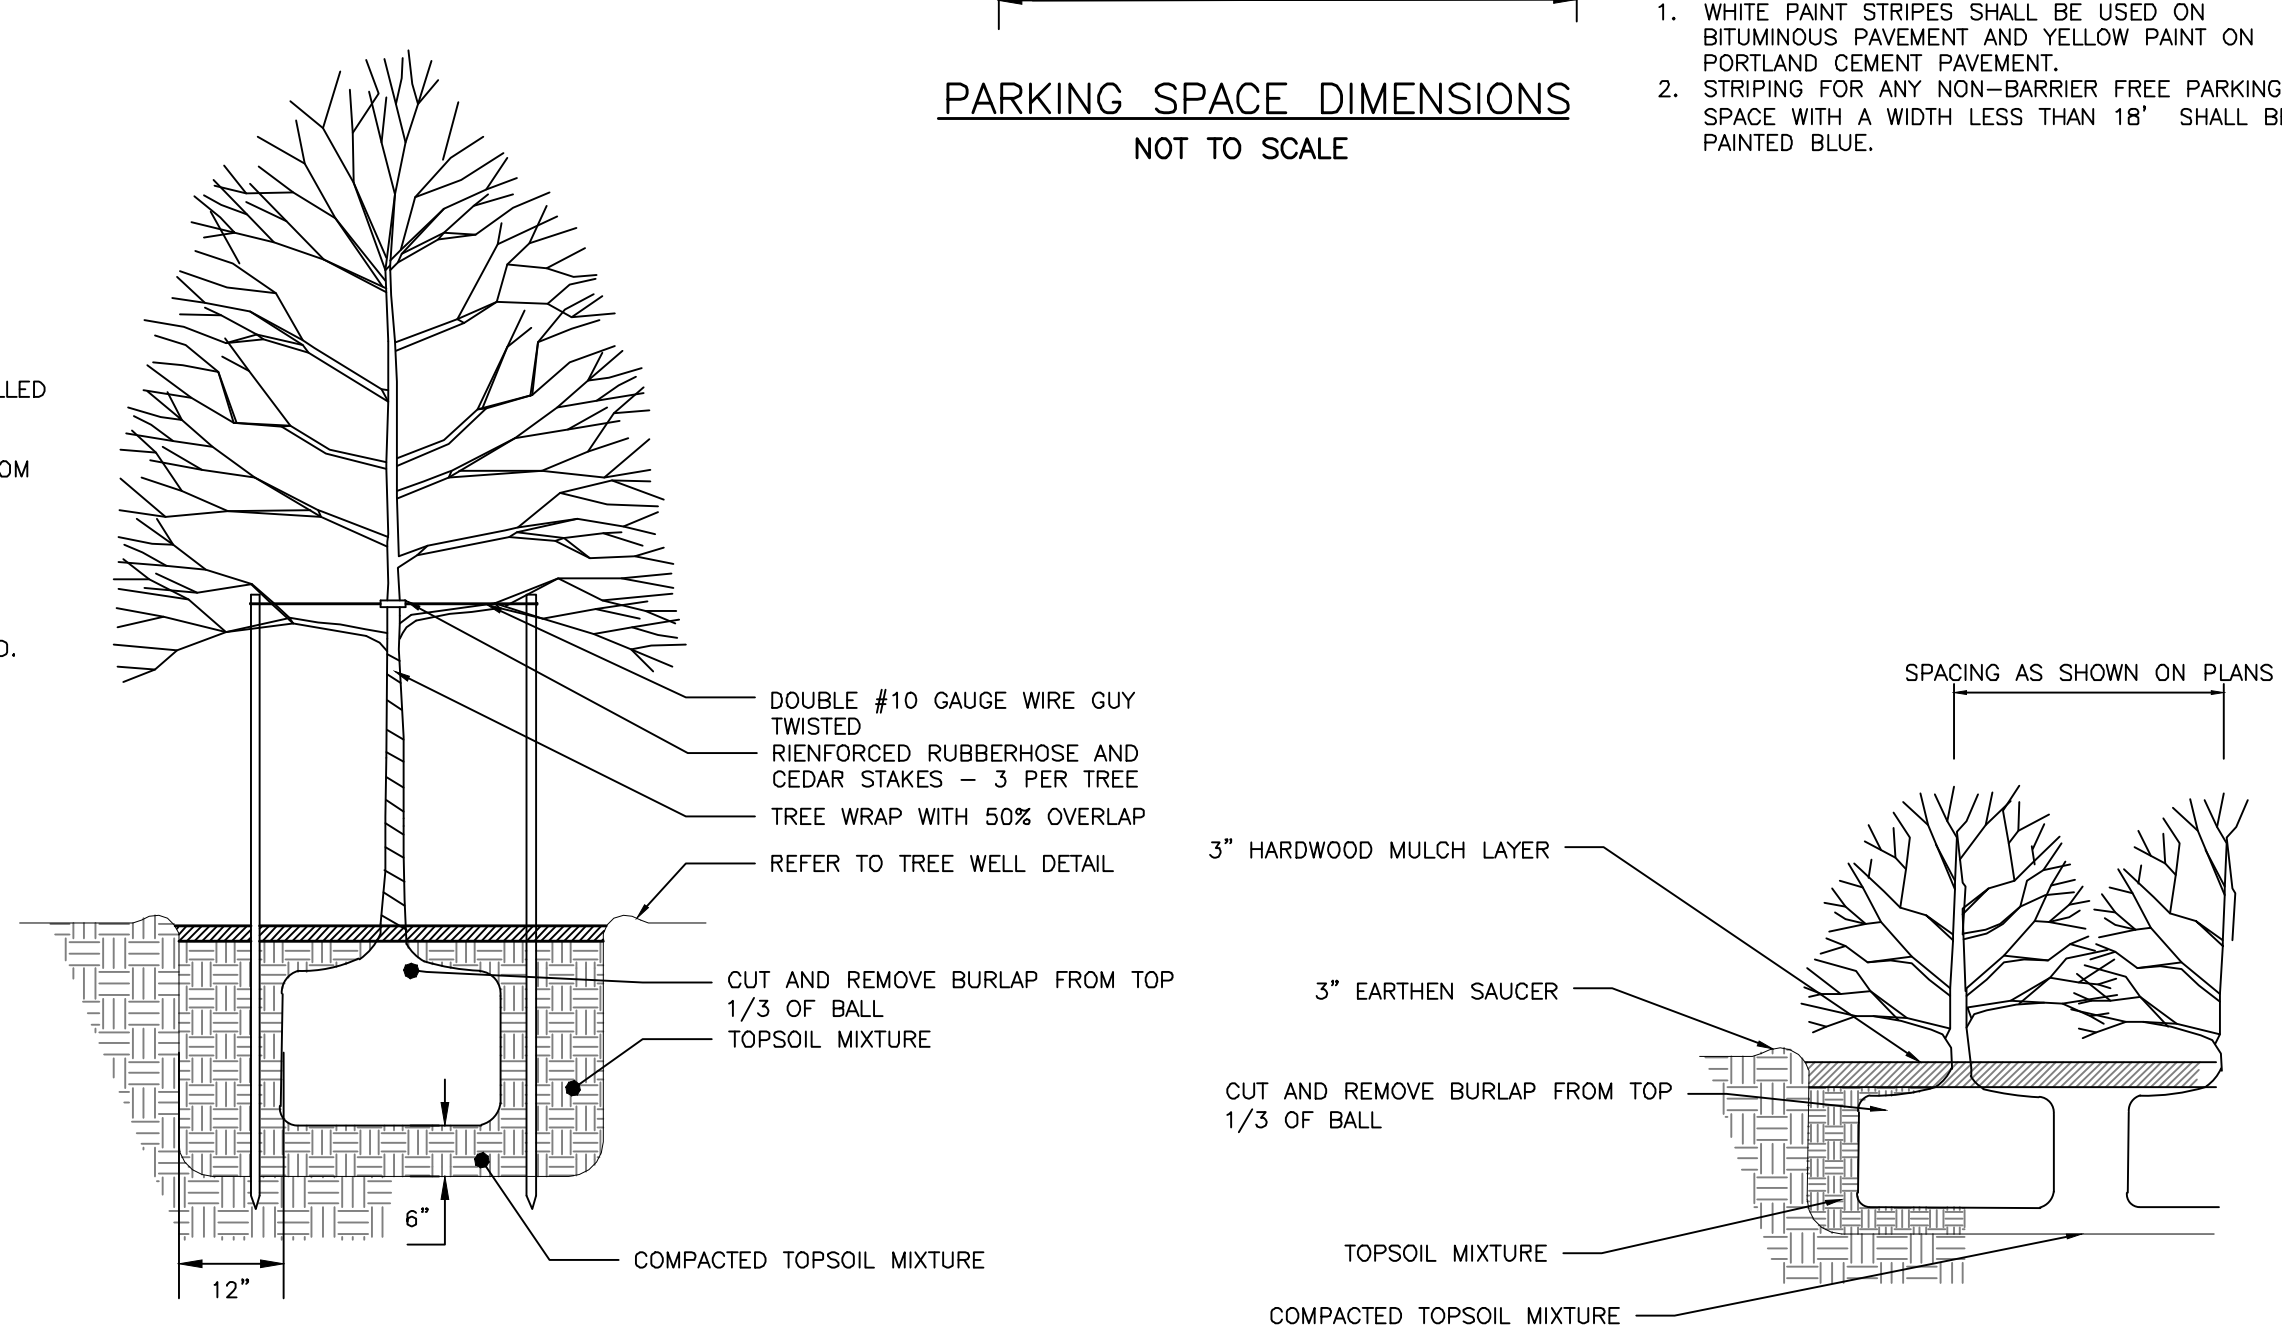 1. WHITE PAINT STRIPES SHALL BE USED ON
BITUMINOUS PAVEMENT AND YELLOW PAINT ON
PORTLAND CEMENT PAVEMENT.
2. STRIPING FOR ANY NON-BARRIER FREE PARKING
SPACE WITH A WIDTH LESS THAN 18' SHALL BE
PAINTED BLUE.
PARKING SPACE DIMENSIONS
NOT TO SCALE
LLED
OM
D.
DOUBLE #10 GAUGE WIRE GUY
TWISTED
RIENFORCED RUBBERHOSE AND
CEDAR STAKES - 3 PER TREE
TREE WRAP WITH 50% OVERLAP
REFER TO TREE WELL DETAIL
CUT AND REMOVE BURLAP FROM TOP
1/3 OF BALL
TOPSOIL MIXTURE
6"
COMPACTED TOPSOIL MIXTURE
12"
SPACING AS SHOWN ON PLANS
3" HARDWOOD MULCH LAYER
3" EARTHEN SAUCER
CUT AND REMOVE BURLAP FROM TOP
1/3 OF BALL
TOPSOIL MIXTURE
COMPACTED TOPSOIL MIXTURE